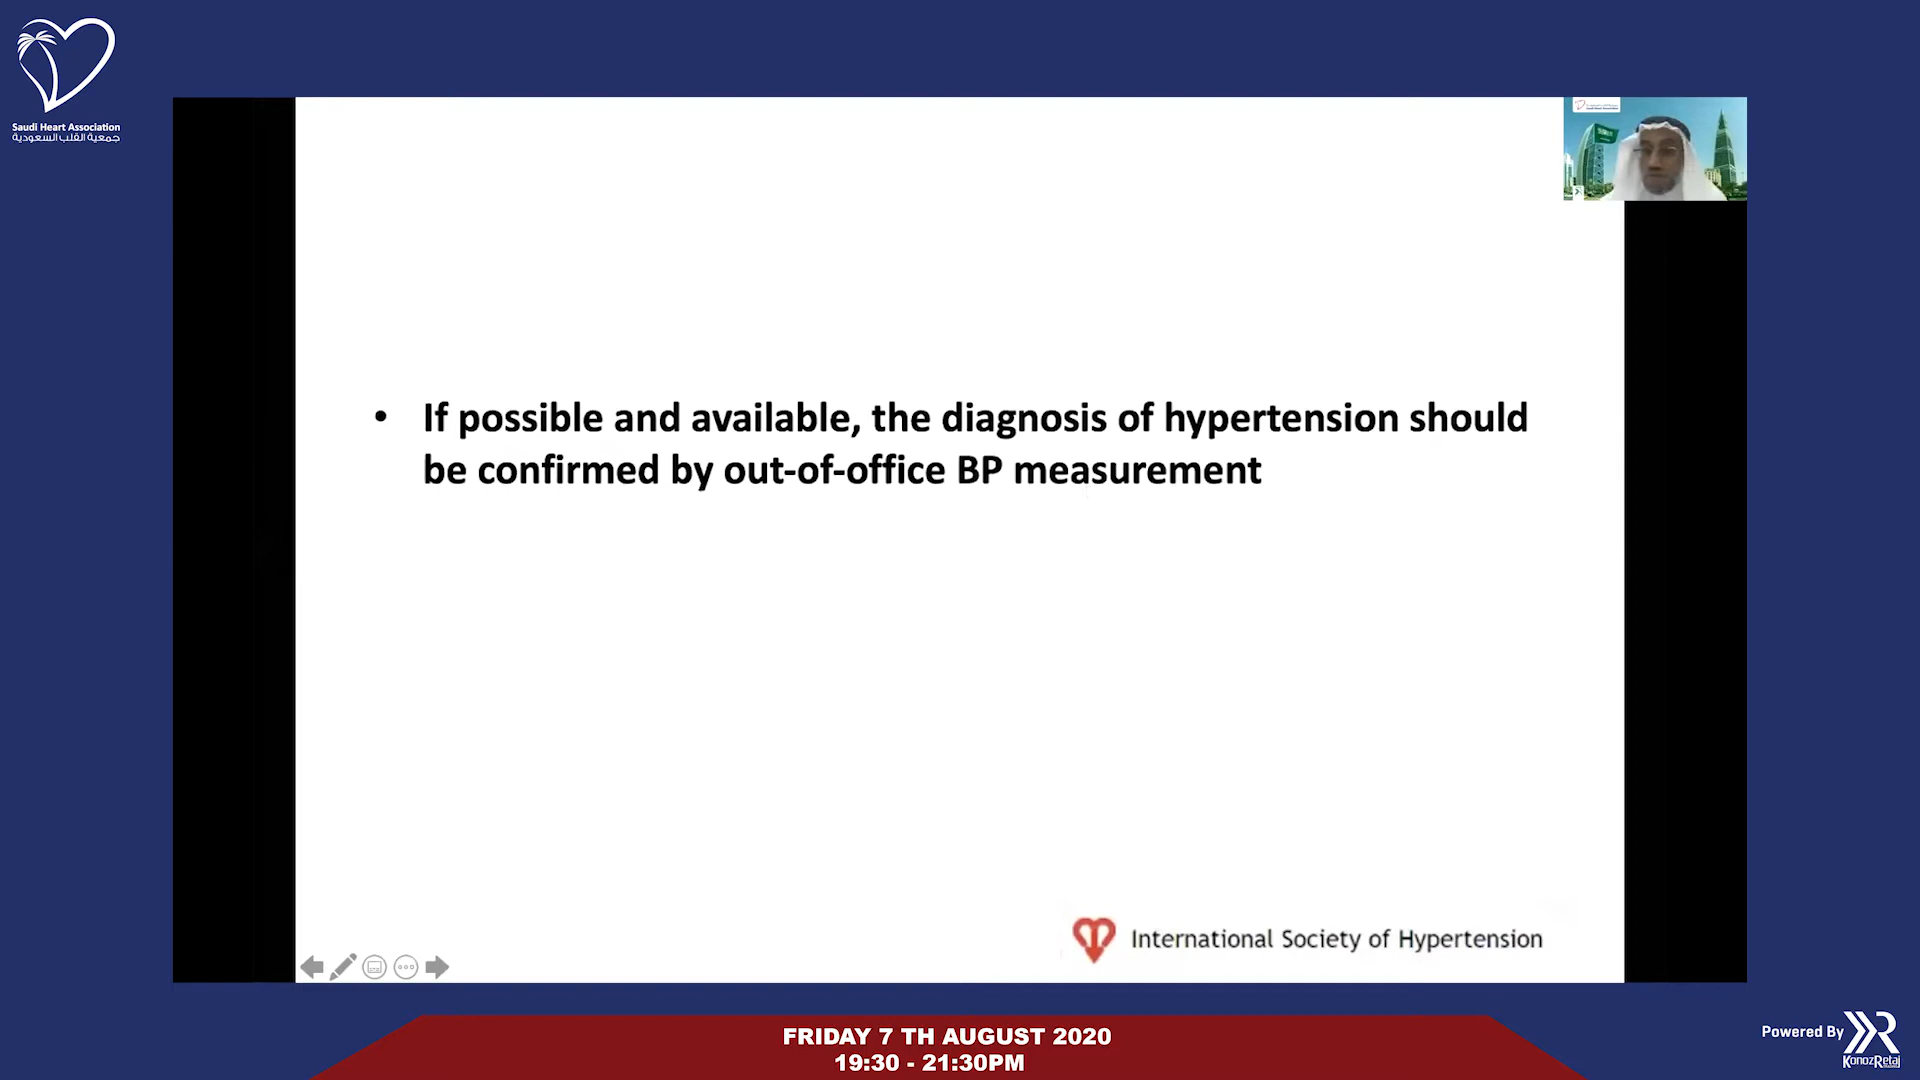 Saudi Heart Association
جمعية القلب السعودية
• If possible and available, the diagnosis of hypertension should
be confirmed by out-of-office BP measurement
International Society of Hypertension
FRIDAY 7 TH AUGUST 2020
19:30 - 21:30PM
Powered By
KonozRetaj